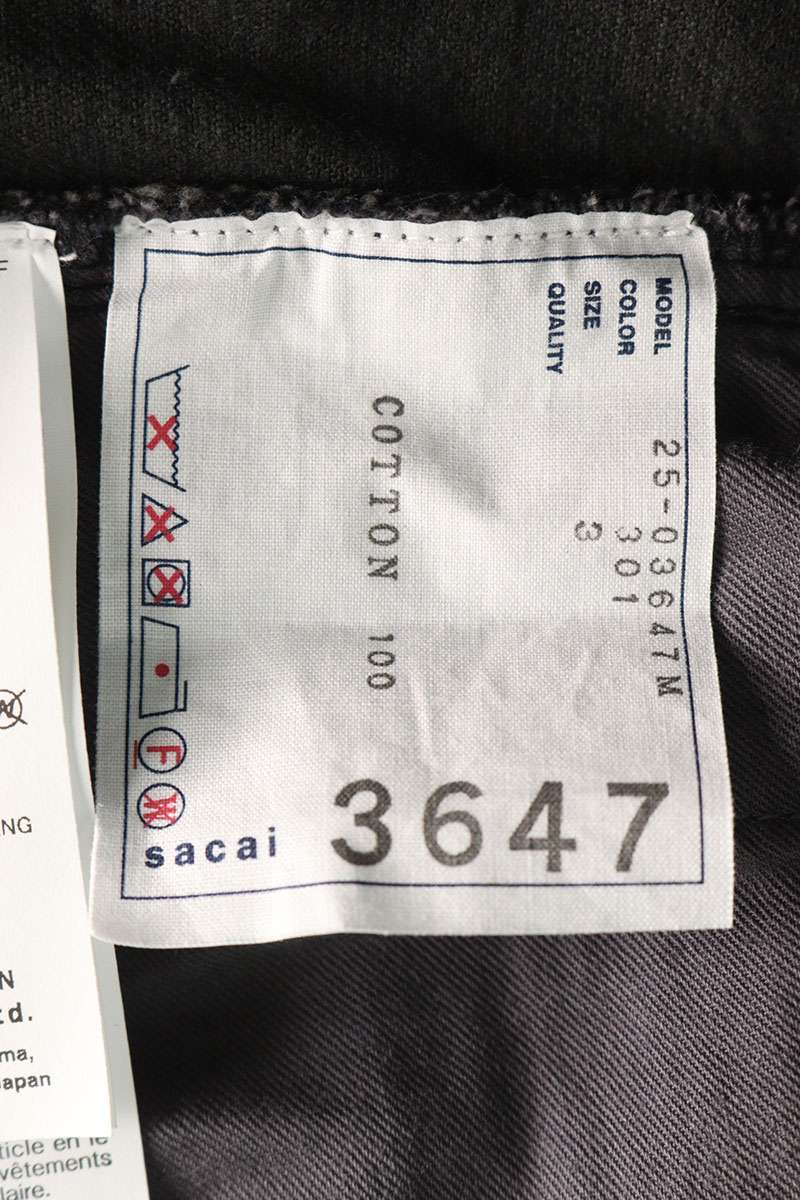 MODEL 25-03647M
COLOR 301
SIZE 3
QUALITY
COTTON 100
F
W
sacai 3647
NG
N
td.
ma,
apan
ticle en le
vêtements
laire.